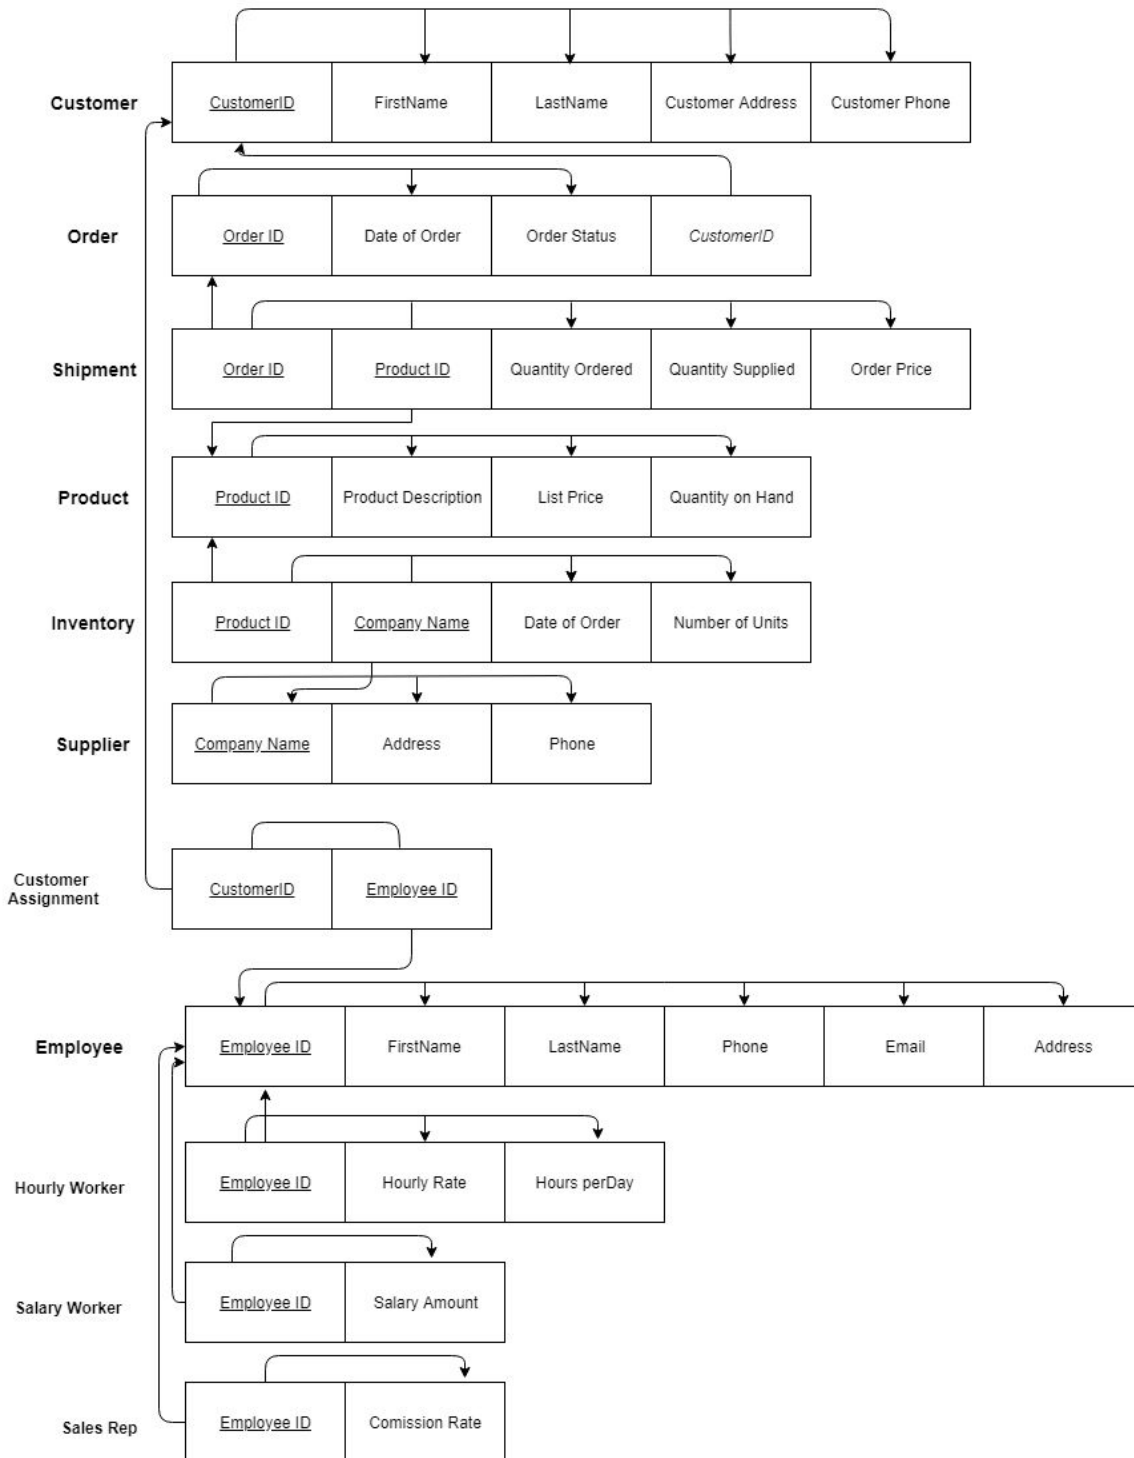 Customer
CustomerID
FirstName
LastName
Customer Address
Customer Phone
Order
Order ID
Date of Order
Order Status
CustomerID
Shipment
Order ID
Product ID
Quantity Ordered
Quantity Supplied
Order Price
Product
Product ID
Product Description
List Price
Quantity on Hand
Inventory
Product ID
Company Name
Date of Order
Number of Units
Supplier
Company Name
Address
Phone
Customer
Assignment
CustomerID
Employee ID
Employee
Employee ID
FirstName
LastName
Phone
Email
Address
Hourly Worker
Employee ID
Hourly Rate
Hours perDay
Salary Worker
Employee ID
Salary Amount
Sales Rep
Employee ID
Comission Rate